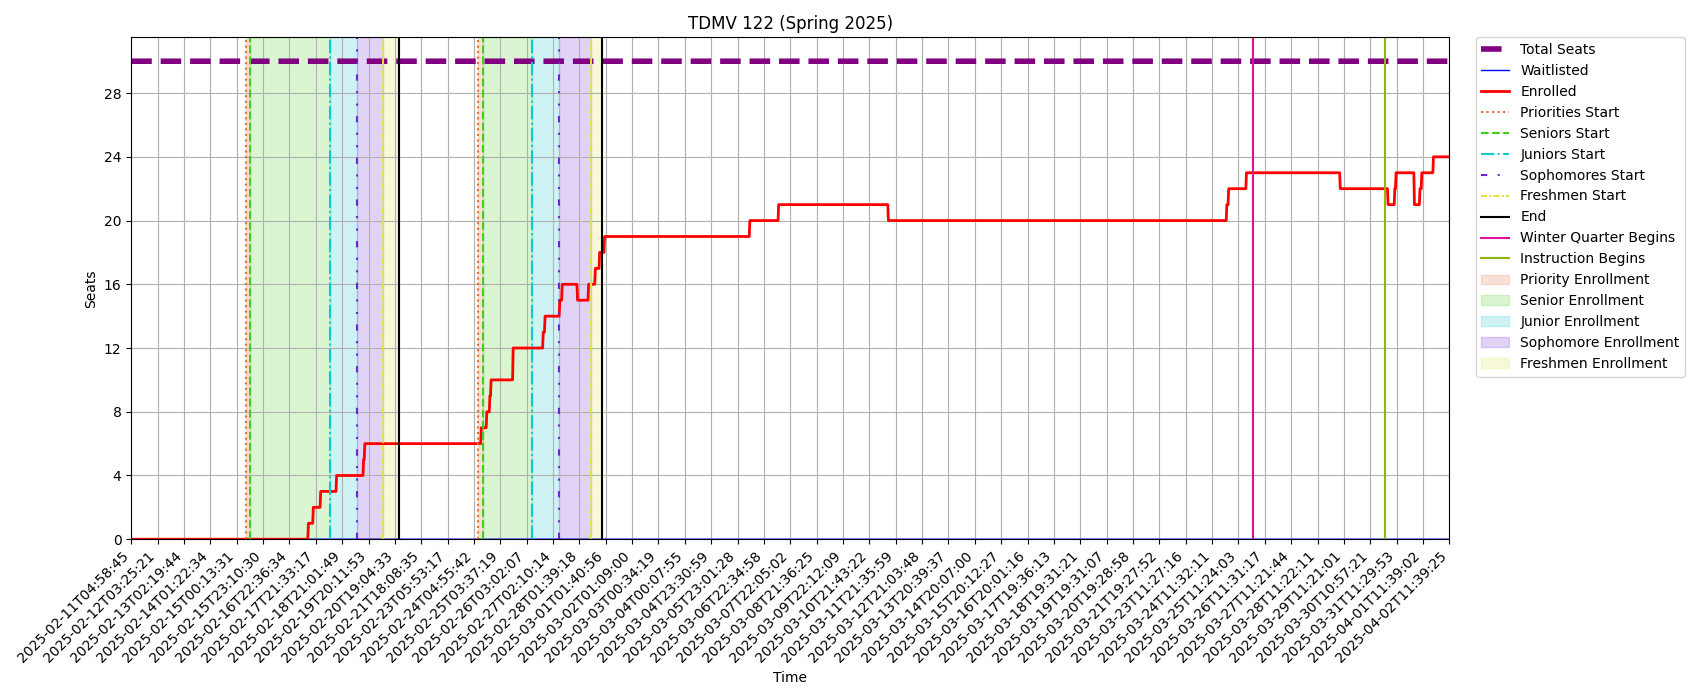 TDMV 122 (Spring 2025)
Seats
28
24
20
16
12
8
4
0
2025-02-11T04:58:45
2025-02-12T03:25:21
2025-02-13T02:19:44
2025-02-14T01:22:34
2025-02-15T00:13:31
2025-02-15T23:10:30
2025-02-16T22:36:34
2025-02-17T21:33:17
2025-02-18T21:01:49
2025-02-19T20:11:53
2025-02-20T19:04:33
2025-02-21T18:08:35
2025-02-23T05:53:17
2025-02-24T04:55:42
2025-02-25T03:37:19
2025-02-26T03:02:07
2025-02-27T02:10:14
2025-02-28T01:39:18
2025-03-01T01:40:56
2025-03-02T01:09:00
2025-03-03T00:34:19
2025-03-04T00:07:55
2025-03-04T23:30:59
2025-03-05T23:01:28
2025-03-06T22:34:58
2025-03-07T22:05:02
2025-03-08T21:36:25
2025-03-09T22:12:09
2025-03-10T21:43:22
2025-03-11T21:35:59
2025-03-12T21:03:48
2025-03-13T20:39:37
2025-03-14T20:07:00
2025-03-15T20:12:27
2025-03-16T20:01:16
2025-03-17T19:36:13
2025-03-18T19:31:21
2025-03-19T19:31:07
2025-03-20T19:28:58
2025-03-21T19:27:52
2025-03-23T11:27:16
2025-03-24T11:32:11
2025-03-25T11:24:03
2025-03-26T11:31:17
2025-03-27T11:21:44
2025-03-28T11:22:11
2025-03-29T11:21:01
2025-03-30T10:57:21
2025-03-31T11:29:53
2025-04-01T11:39:02
2025-04-02T11:39:25
Time
Total Seats
Waitlisted
Enrolled
Priorities Start
Seniors Start
Juniors Start
Sophomores Start
Freshmen Start
End
Winter Quarter Begins
Instruction Begins
Priority Enrollment
Senior Enrollment
Junior Enrollment
Sophomore Enrollment
Freshmen Enrollment